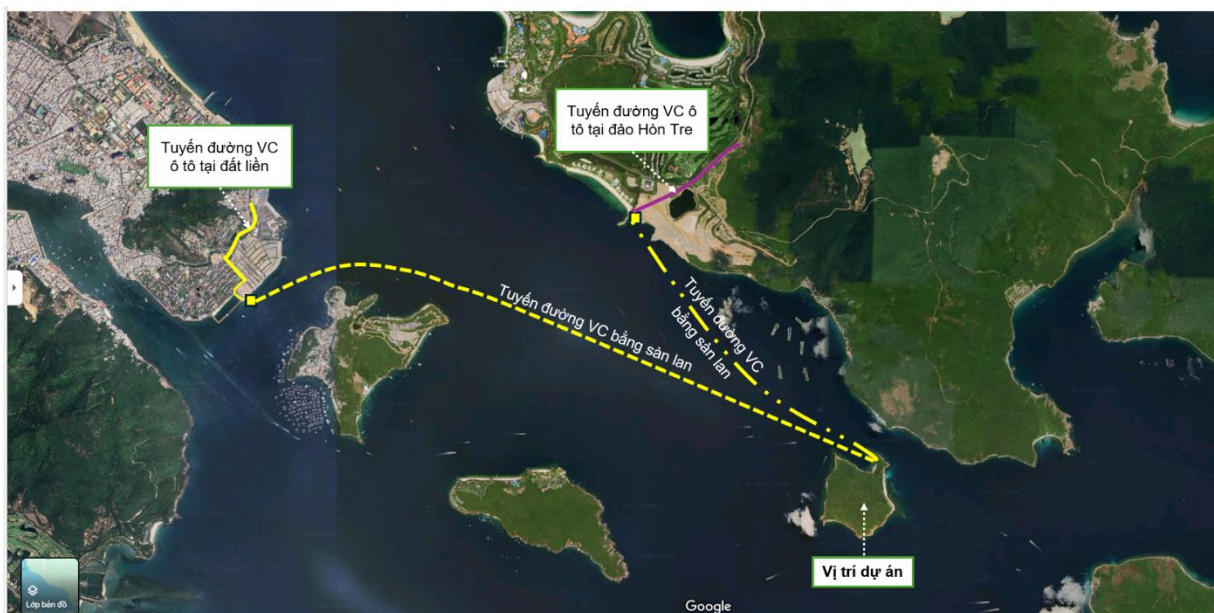 Tuyến đường VC ô
tô tại đảo Hòn Tre
Tuyến đường VC
ô tô tại đất liền
Tuyến đường VC
bằng sàn lan
Tuyến đường VC bằng sản lan
Vị trí dự án
Lớp bản đồ
Google